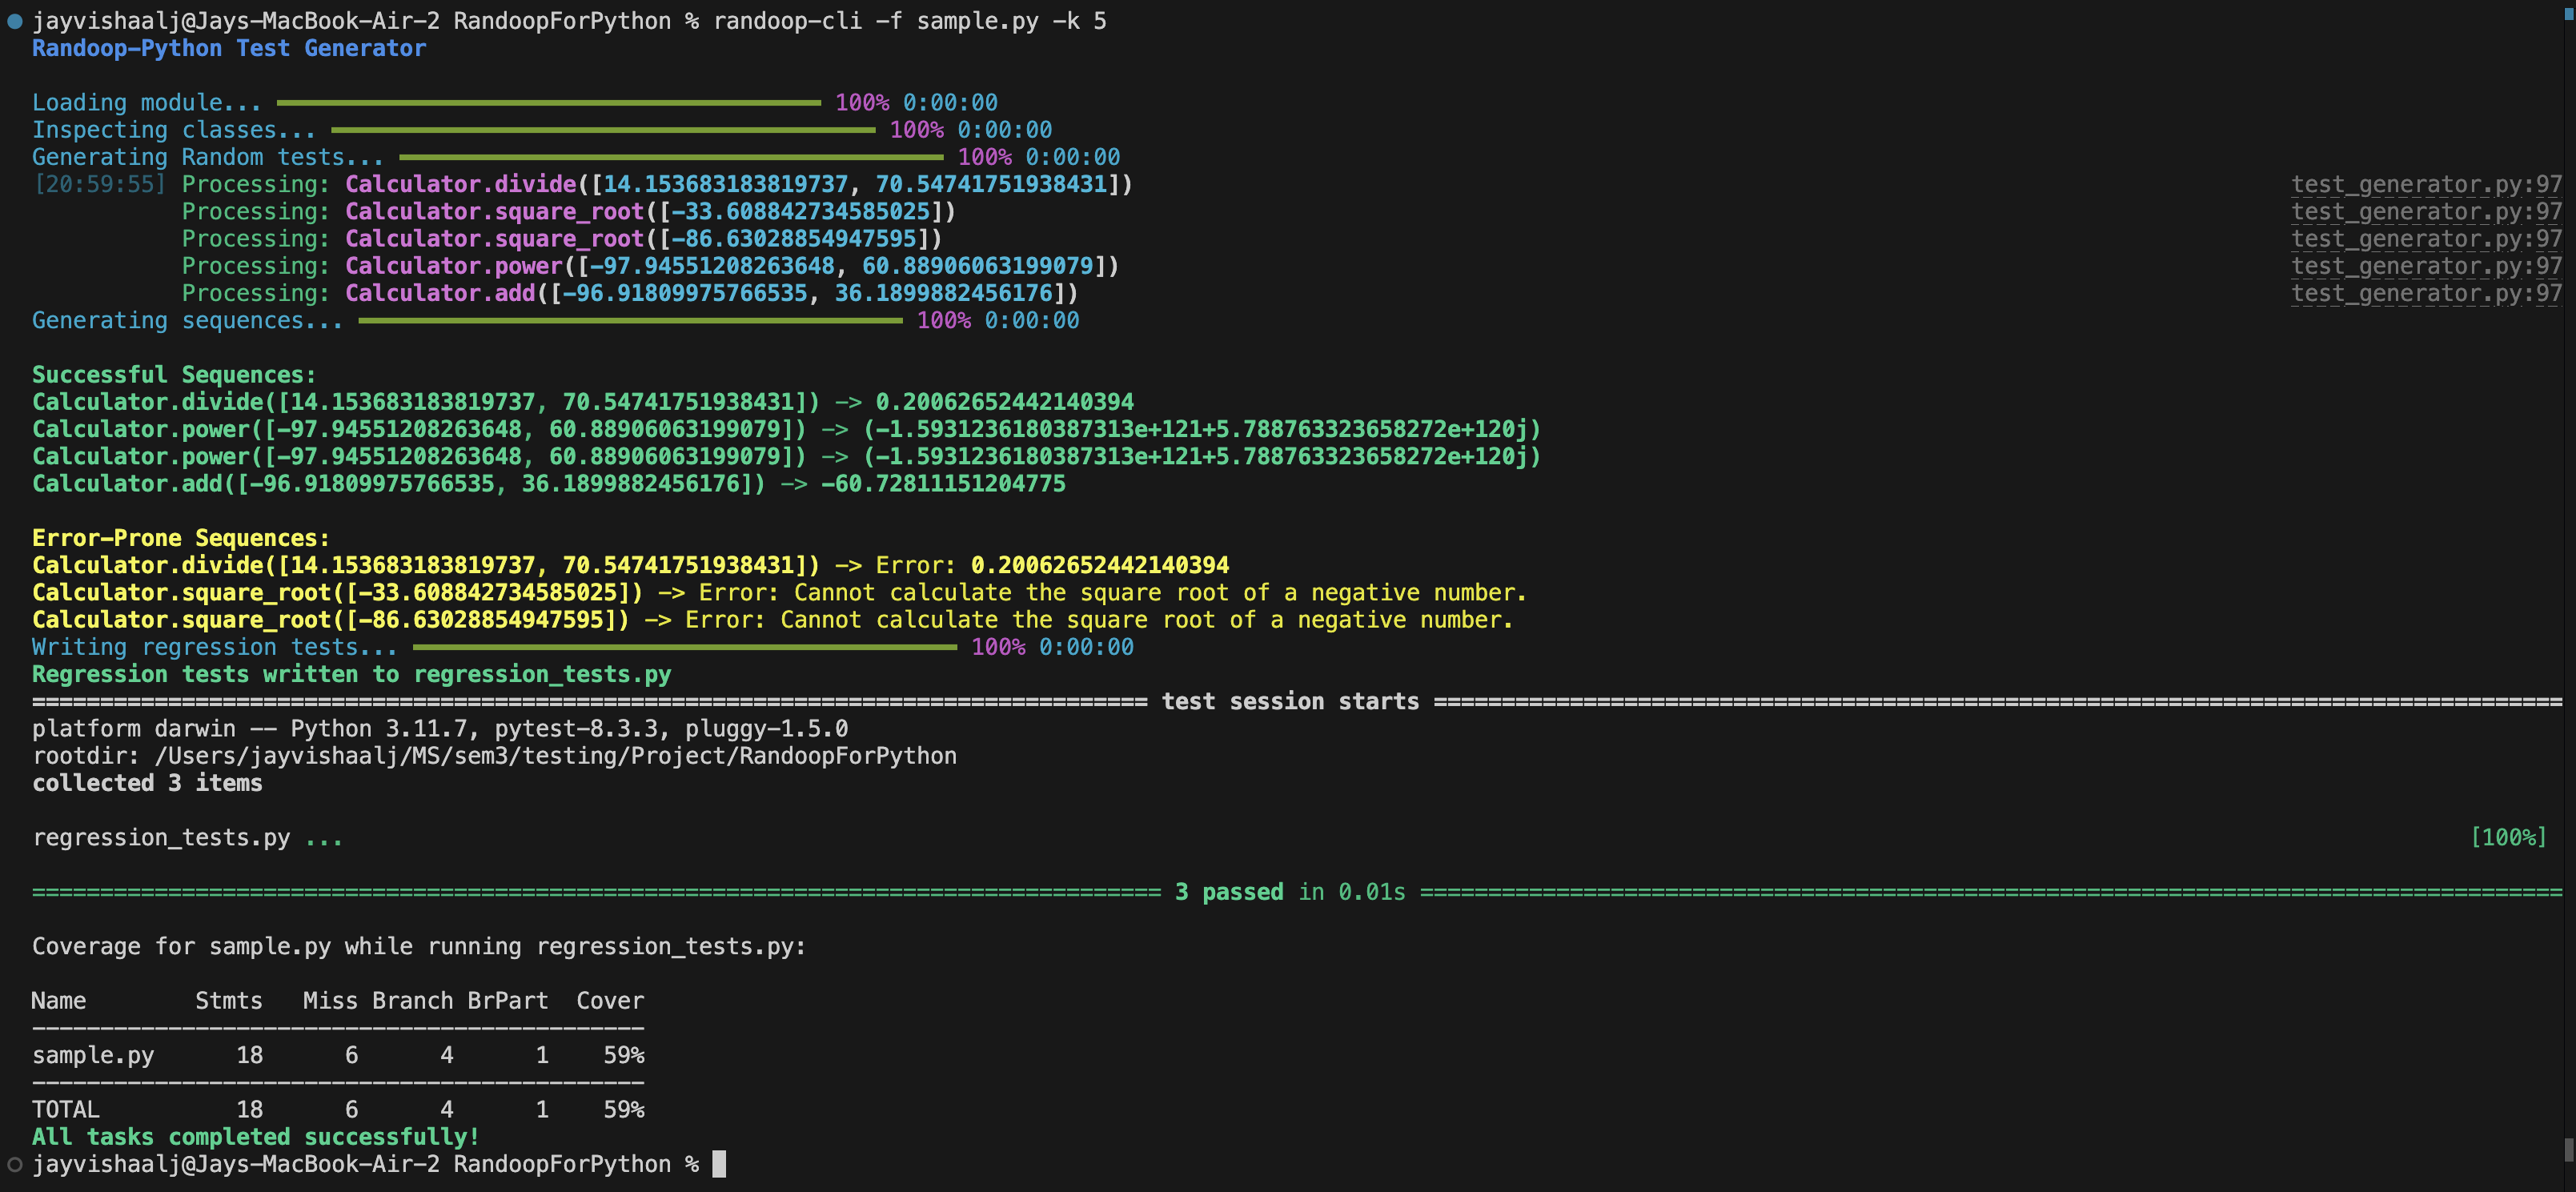 jayvishaalj@Jays-MacBook-Air-2 RandoopForPython % randoop-cli -f sample.py -k 5
Randoop-Python Test Generator
Loading module... 100% 0:00:00
Inspecting classes... 100% 0:00:00
Generating Random tests... 100% 0:00:00
[20:59:55] Processing: Calculator.divide([14.153683183819737, 70.54741751938431]) test_generator.py:97
Processing: Calculator.square_root([-33.608842734585025]) test_generator.py:97
Processing: Calculator.square_root([-86.63028854947595]) test_generator.py:97
Processing: Calculator.power([-97.94551208263648, 60.88906063199079]) test_generator.py:97
Processing: Calculator.add([-96.91809975766535, 36.1899882456176]) test_generator.py:97
Generating sequences... 100% 0:00:00
Successful Sequences:
Calculator.divide([14.153683183819737, 70.54741751938431]) -> 0.20062652442140394
Calculator.power([-97.94551208263648, 60.88906063199079]) -> (-1.5931236180387313e+121+5.788763323658272e+120j)
Calculator.power([-97.94551208263648, 60.88906063199079]) -> (-1.5931236180387313e+121+5.788763323658272e+120j)
Calculator.add([-96.91809975766535, 36.1899882456176]) -> -60.72811151204775
Error-Prone Sequences:
Calculator.divide([14.153683183819737, 70.54741751938431]) -> Error: 0.20062652442140394
Calculator.square_root([-33.608842734585025]) -> Error: Cannot calculate the square root of a negative number.
Calculator.square_root([-86.63028854947595]) -> Error: Cannot calculate the square root of a negative number.
Writing regression tests... 100% 0:00:00
Regression tests written to regression_tests.py
test session starts
platform darwin -- Python 3.11.7, pytest-8.3.3, pluggy-1.5.0
rootdir: /Users/jayvishaalj/MS/sem3/testing/Project/RandoopForPython
collected 3 items
regression_tests.py ... [100%]
3 passed in 0.01s
Coverage for sample.py while running regression_tests.py:
Name Stmts Miss Branch BrPart Cover
sample.py 18 6 4 1 59%
TOTAL 18 6 4 1 59%
All tasks completed successfully!
jayvishaalj@Jays-MacBook-Air-2 RandoopForPython %